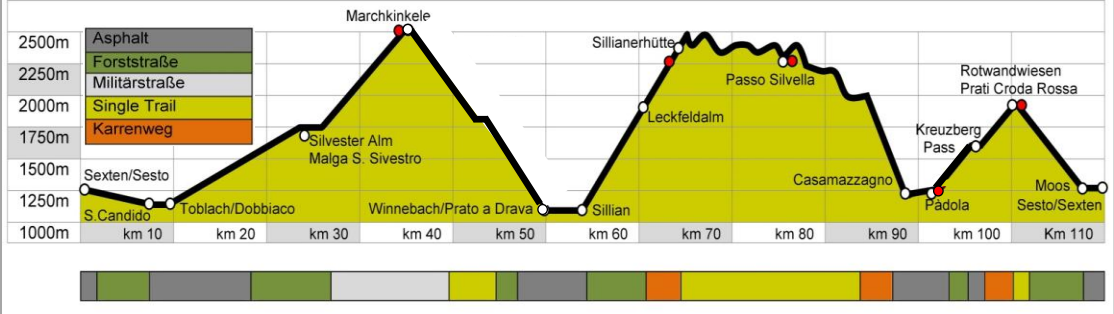 2500m
2250m
2000m
1750m
1500m
1250m
1000m
Asphalt
Forststraße
Militärstraße
Single Trail
Karrenweg
Marchkinkele
Sexten/Sesto
S.Candido
Toblach/Dobbiaco
Silvester Alm
Malga S. Sivestro
Winnebach/Prato a Drava
Sillian
Sillianerhütte
Leckfeldalm
Passo Silvella
Casamazzagno
Pàdola
Kreuzberg
Pass
Rotwandwiesen
Prati Croda Rossa
Moos
Sesto/Sexten
km 10
km 20
km 30
km 40
km 50
km 60
km 70
km 80
km 90
km 100
Km 110